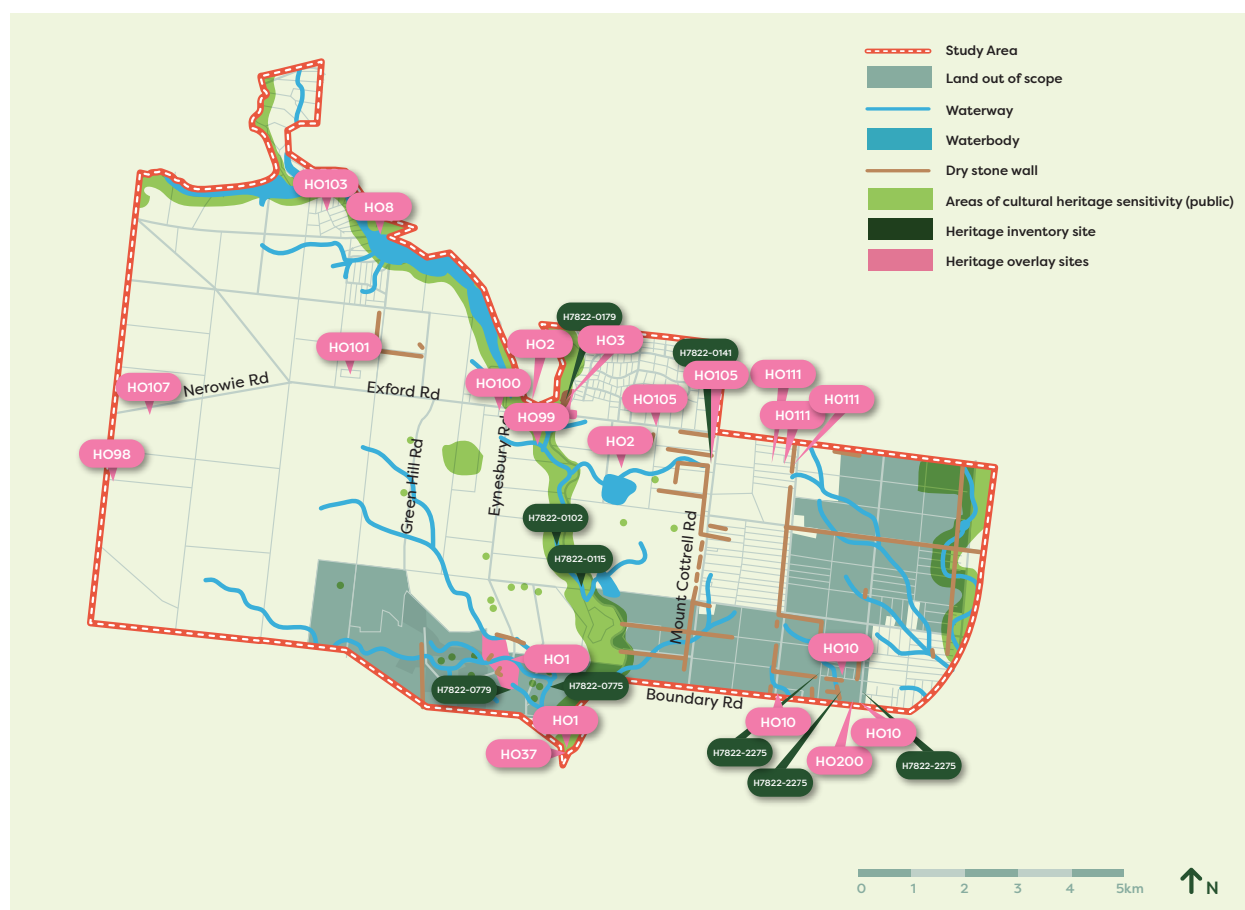 Study Area
Land out of scope
Waterway
Waterbody
Dry stone wall
Areas of cultural heritage sensitivity (public)
Heritage inventory site
Heritage overlay sites
HO103
HO8
H7822-0179
HO2
HO3
HO101
H7822-0141
HO105
HO111
HO107
Nerowie Rd
Exford Rd
HO100
HO105
H0111
H0111
HO99
HO2
HO98
Green Hill Rd
Eynesbury Rd
H7822-0102
H7822-0115
Mount Cottrell Rd
HO10
HO1
H7822-0779
H7822-0775
Boundary Rd
HO1
HO10
HO10
HO37
H7822-2275
HO200
H7822-2275
H7822-2275
0 1 2 3 4 5km
N